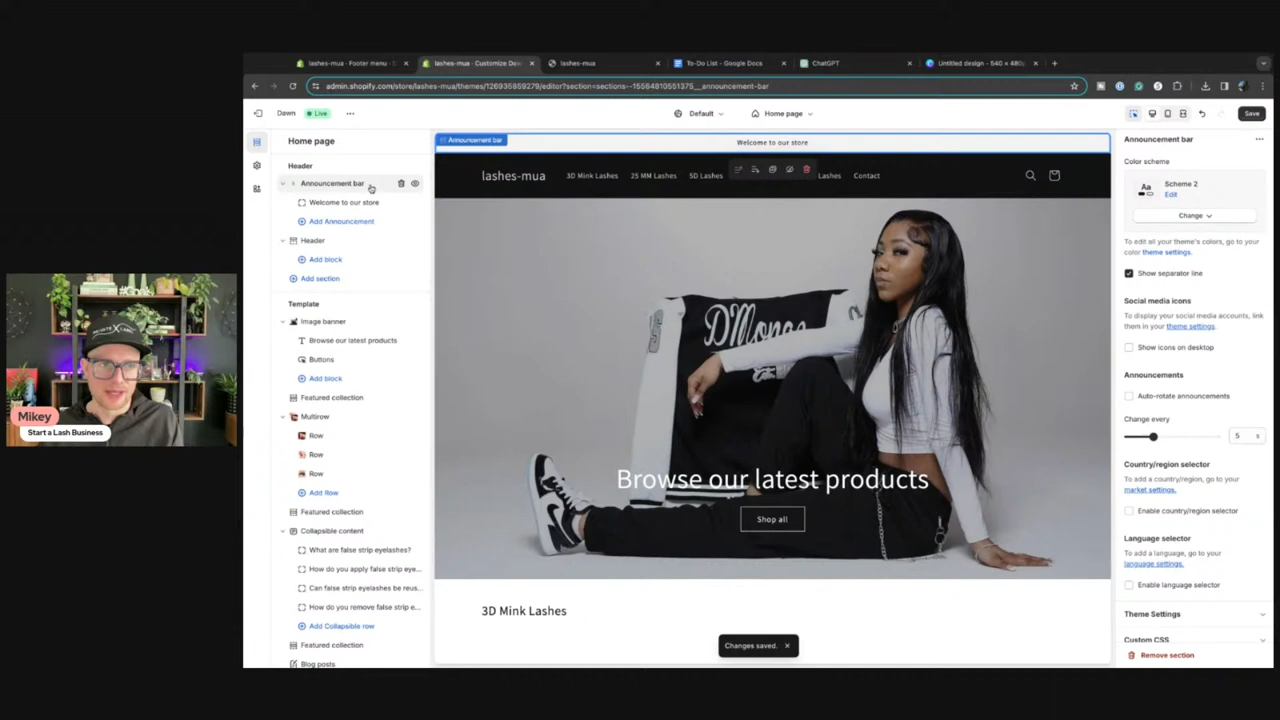 lashes-mua · Footer menu ·
lashes-mua · Customize Daw
lashes-mua
To-Do List - Google Docs
ChatGPT
Untitled design - 540 × 480p
admin.shopify.com/store/lashes-mua/themes/126935859279/editor?section=sections--15564810551375__announcement-bar
Dawn
Live
Default
Home page
Save
Home page
Header
Announcement bar
Welcome to our store
Add Announcement
Header
Add block
Add section
Template
Image banner
Browse our latest products
Buttons
Add block
Featured collection
Multirow
Row
Row
Row
Add Row
Featured collection
Collapsible content
What are false strip eyelashes?
How do you apply false strip eye...
Can false strip eyelashes be reus...
How do you remove false strip e...
Add Collapsible row
Featured collection
Blog posts
Announcement bar
Welcome to our store
lashes-mua
3D Mink Lashes
25 MM Lashes
5D Lashes
Lashes
Contact
Browse our latest products
Shop all
3D Mink Lashes
Changes saved.
Announcement bar
Color scheme
Aa
Scheme 2
Edit
Change
To edit all your theme's colors, go to your
color theme settings.
Show separator line
Social media icons
To display your social media accounts, link
them in your theme settings.
Show icons on desktop
Announcements
Auto-rotate announcements
Change every
5
s
Country/region selector
To add a country/region, go to your
market settings.
Enable country/region selector
Language selector
To add a language, go to your
language settings.
Enable language selector
Theme Settings
Custom CSS
Remove section
#Goals
Mikey
Start a Lash Business